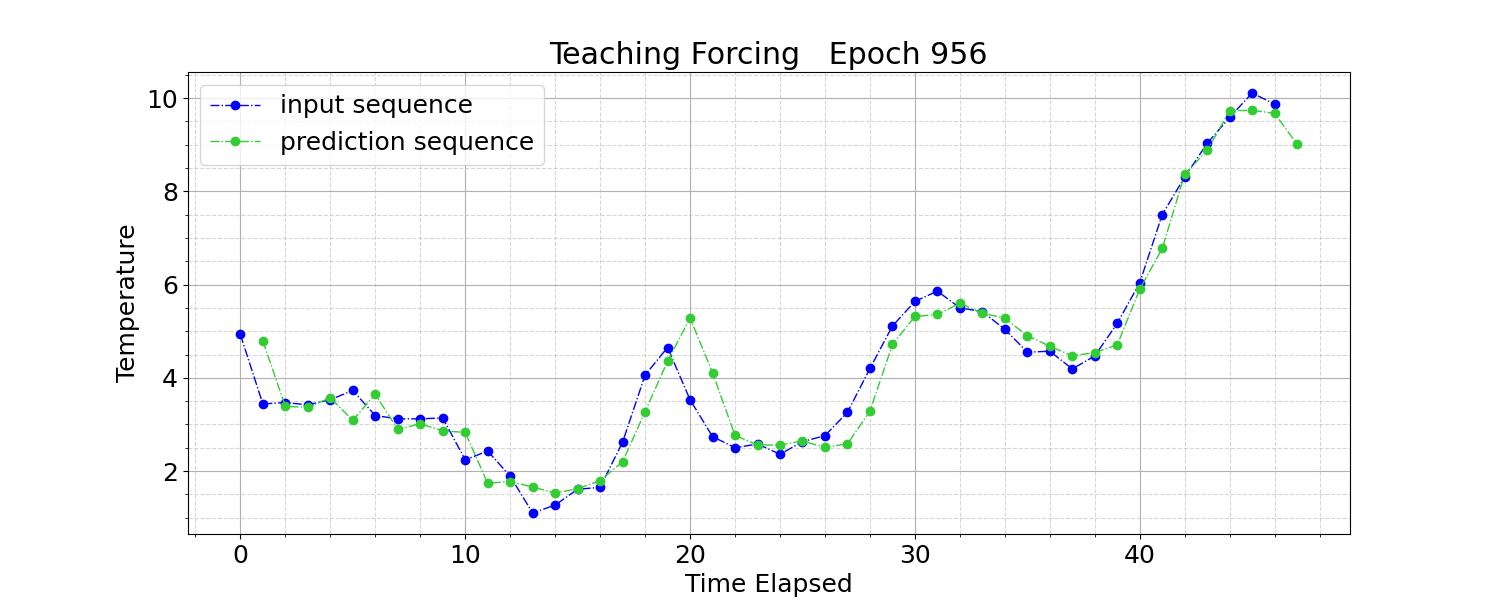 Teaching Forcing   Epoch 956
input sequence
prediction sequence
Temperature
10
8
6
4
2
0 10 20 30 40
Time Elapsed